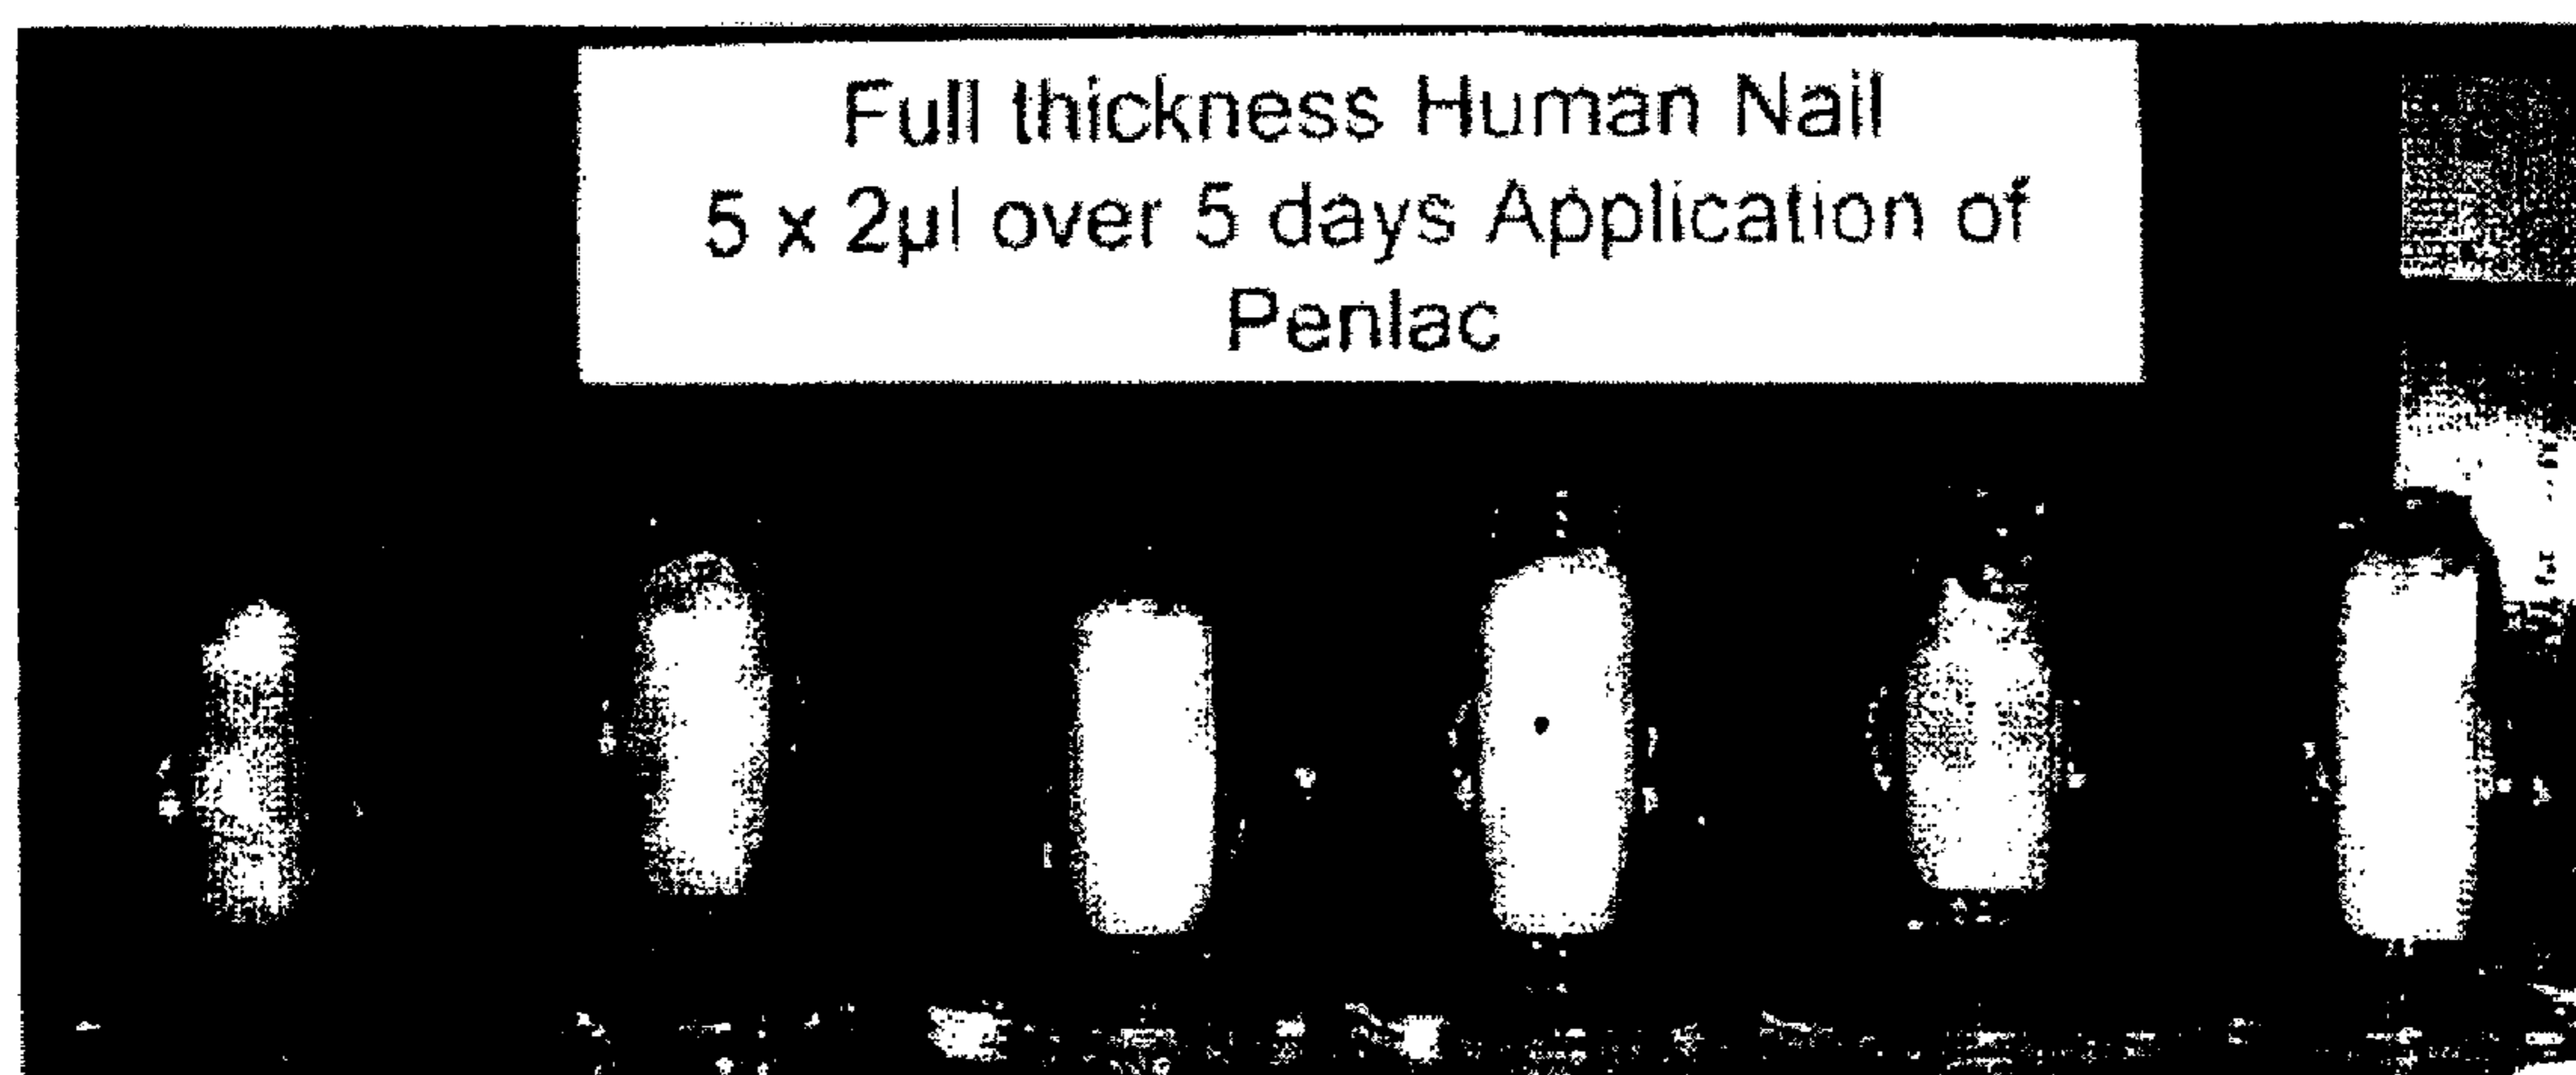 Full thickness Human Nail
5 x 2µl over 5 days Application of
Penlac